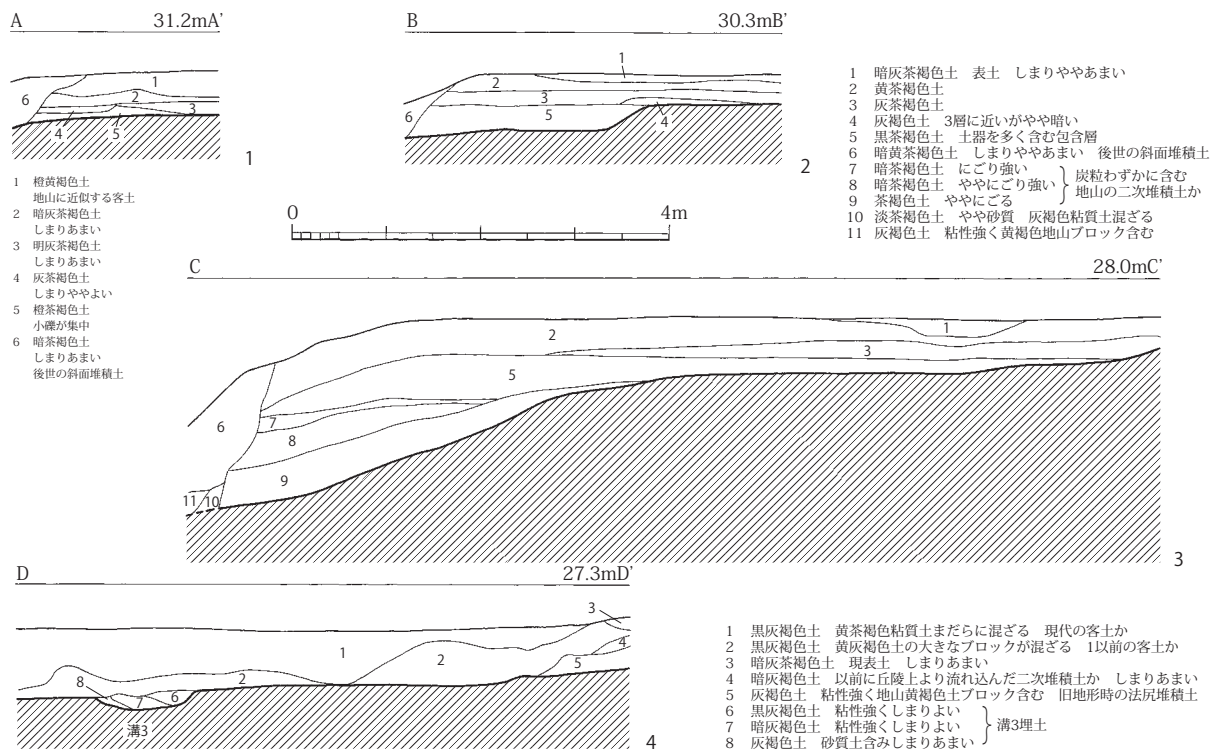 A 31.2mA’
B 30.3mB’
1
2
3
4
5
6
1
1
2
3
4
5
6
2
1 暗灰茶褐色土 表土 しまりややあまい
2 黄茶褐色土
3 灰茶褐色土
4 灰褐色土 3層に近いがやや暗い
5 黒茶褐色土 土器を多く含む包含層
6 暗黄茶褐色土 しまりややあまい 後世の斜面堆積土
7 暗茶褐色土 にごり強い
8 暗茶褐色土 ややにごり強い
9 茶褐色土 ややにごる
炭粒わずかに含む
地山の二次堆積土か
10 淡茶褐色土 やや砂質 灰褐色粘質土混ざる
11 灰褐色土 粘性強く黄褐色地山ブロック含む
1 橙黄褐色土
地山に近似する客土
2 暗灰茶褐色土
しまりあまい
3 明灰茶褐色土
しまりあまい
4 灰茶褐色土
しまりややよい
5 橙茶褐色土
小礫が集中
6 暗茶褐色土
しまりあまい
後世の斜面堆積土
0 4m
C 28.0mC’
1
2
3
5
6
7
8
9
11 10
3
D 27.3mD’
3
4
1
2
5
8
2
7
6
溝3
4
1 黒灰褐色土 黄茶褐色粘質土まだらに混ざる 現代の客土か
2 黒灰褐色土 黄灰褐色土の大きなブロックが混ざる 1以前の客土か
3 暗灰茶褐色土 現表土 しまりあまい
4 暗灰褐色土 以前に丘陵上より流れ込んだ二次堆積土か しまりあまい
5 灰褐色土 粘性強く地山黄褐色土ブロック含む 旧地形時の法尻堆積土
6 黒灰褐色土 粘性強くしまりよい
7 暗灰褐色土 粘性強くしまりよい
8 灰褐色土 砂質土含みしまりあまい
溝3埋土